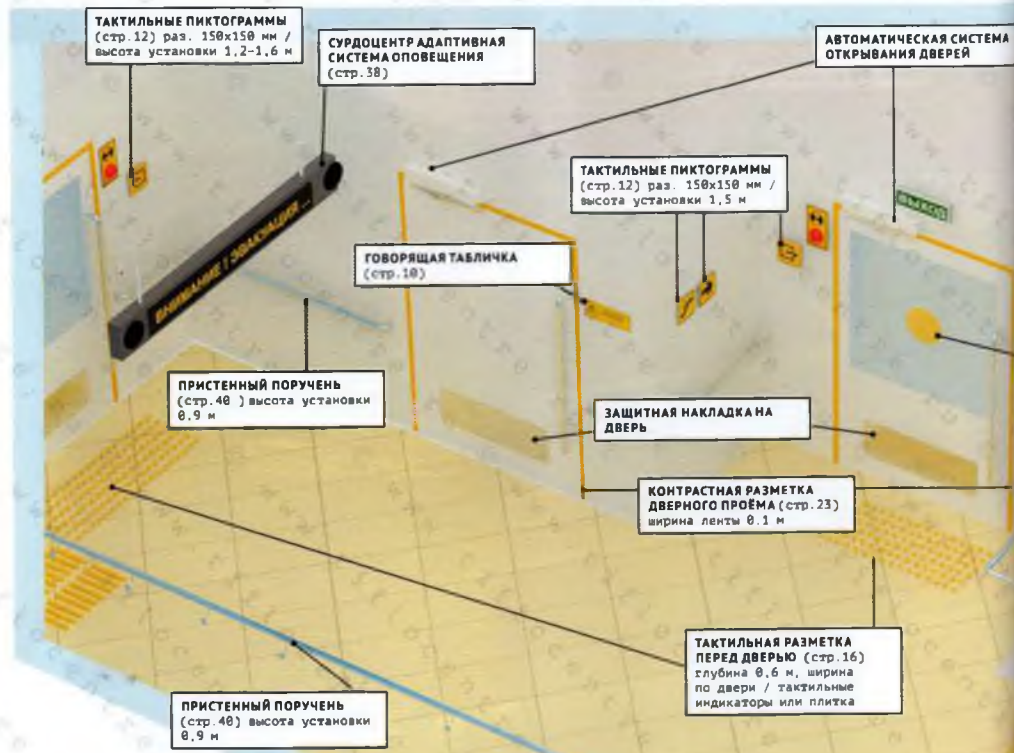 ТАКТИЛЬНЫЕ ПИКТОГРАММЫ
(стр.12) раз. 150х150 мм /
высота установки 1,2-1,6 м
СУРДОЦЕНТР АДАПТИВНАЯ
СИСТЕМА ОПОВЕЩЕНИЯ
(стр.38)
АВТОМАТИЧЕСКАЯ СИСТЕМА
ОТКРЫВАНИЯ ДВЕРЕЙ
ТАКТИЛЬНЫЕ ПИКТОГРАММЫ
(стр.12) раз. 150х150 мм /
высота установки 1,5 м
ВЫХОД
ВНИМАНИЕ ! ЭВАКУАЦИЯ ...
ГОВОРЯЩАЯ ТАБЛИЧКА
(стр.10)
ПРИСТЕННЫЙ ПОРУЧЕНЬ
(стр.40 ) высота установки
0.9 м
ЗАЩИТНАЯ НАКЛАДКА НА
ДВЕРЬ
КОНТРАСТНАЯ РАЗМЕТКА
ДВЕРНОГО ПРОЁМА (стр.23)
ширина ленты 0.1 м
ТАКТИЛЬНАЯ РАЗМЕТКА
ПЕРЕД ДВЕРЬЮ (стр.16)
глубина 0,6 м, ширина
по двери / тактильные
индикаторы или плитка
ПРИСТЕННЫЙ ПОРУЧЕНЬ
(стр.40) высота установки
0,9 м